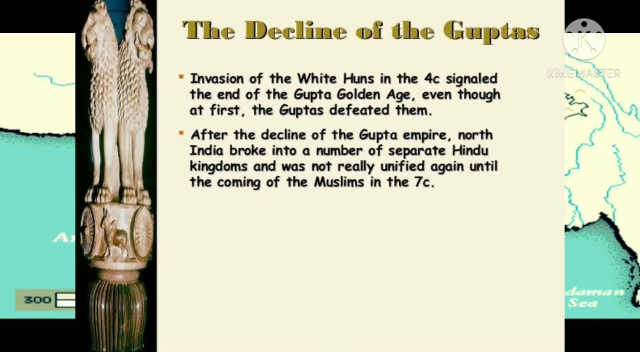 The Decline of the Guptas
KINEMASTER
Invasion of the White Huns in the 4c signaled
the end of the Gupta Golden Age, even though
at first, the Guptas defeated them.
After the decline of the Gupta empire, north
India broke into a number of separate Hindu
kingdoms and was not really unified again until
the coming of the Muslims in the 7c.
300
Sea